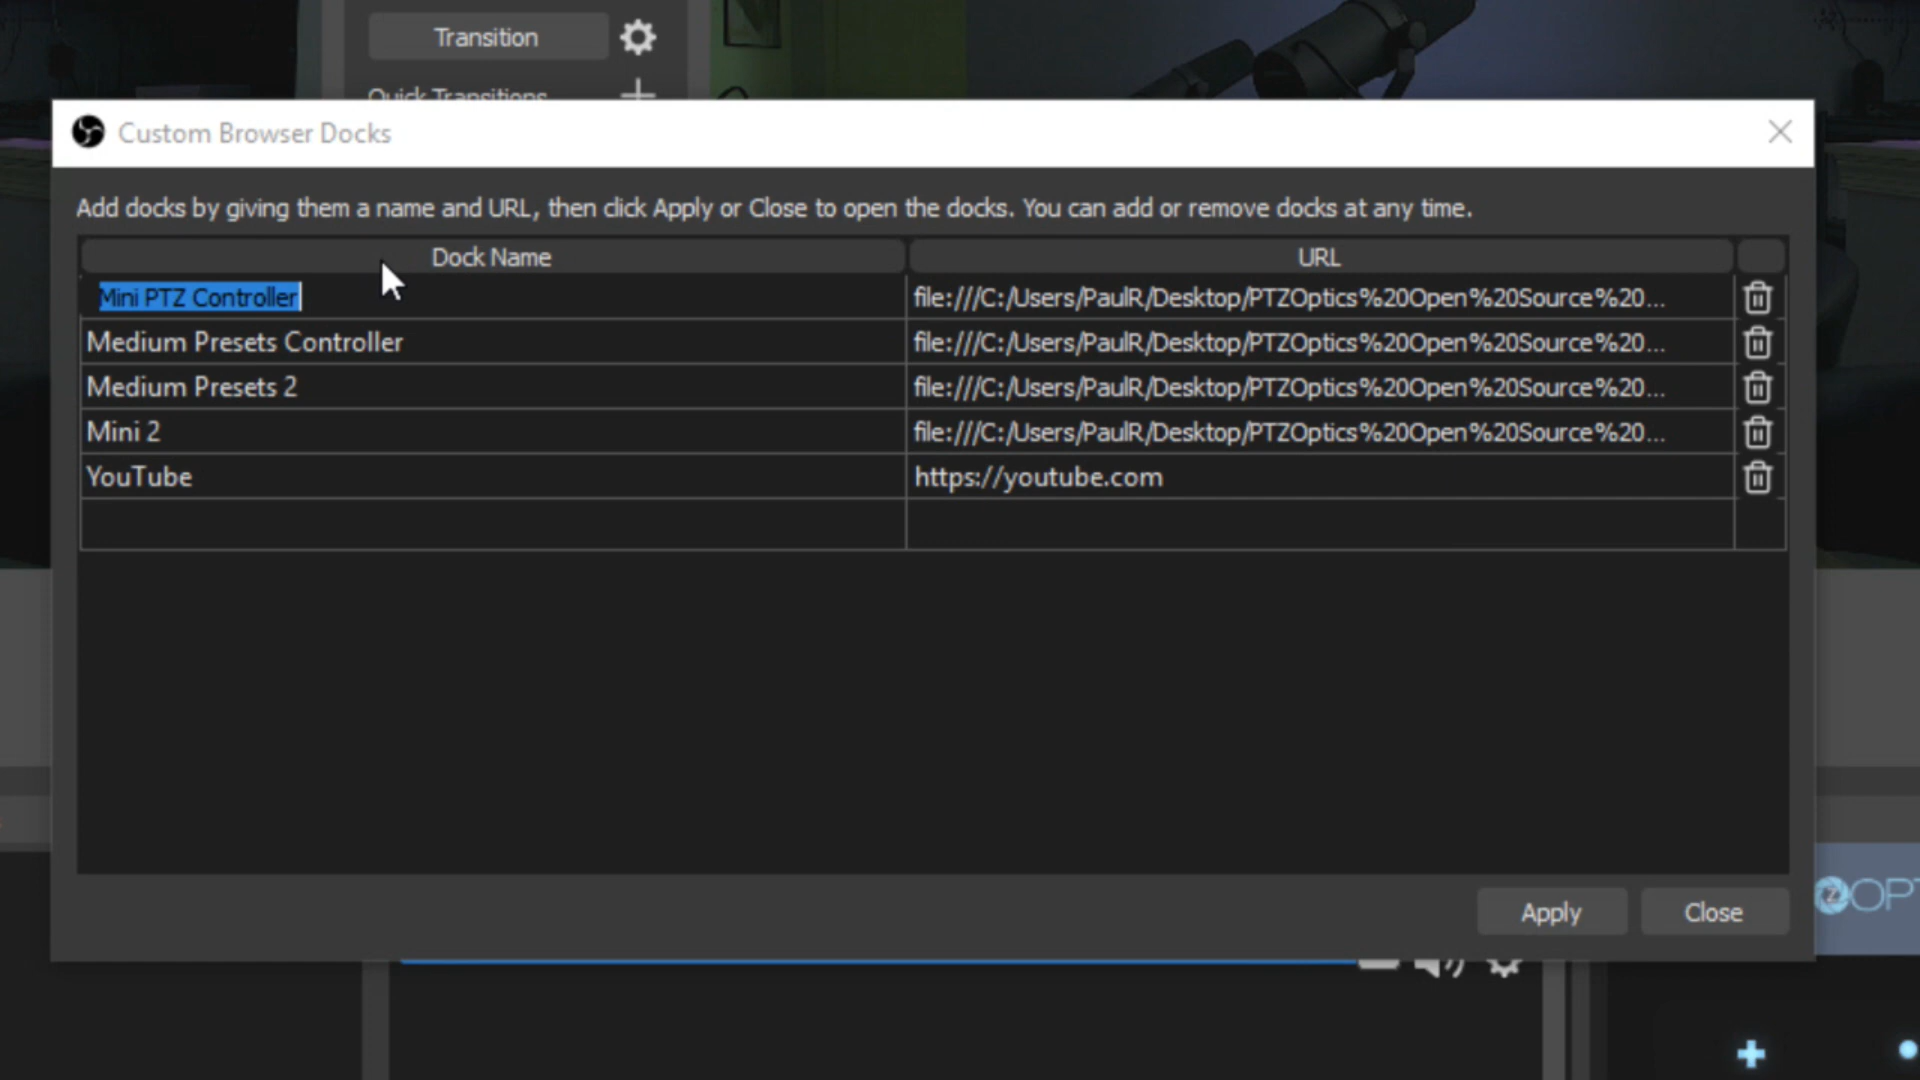 Transition
Quick Transitions
Custom Browser Docks
Add docks by giving them a name and URL, then click Apply or Close to open the docks. You can add or remove docks at any time.
Dock Name URL
Mini PTZ Controller file:///C:/Users/PaulR/Desktop/PTZOptics%20Open%20Source%20...
Medium Presets Controller file:///C:/Users/PaulR/Desktop/PTZOptics%20Open%20Source%20...
Medium Presets 2 file:///C:/Users/PaulR/Desktop/PTZOptics%20Open%20Source%20...
Mini 2 file:///C:/Users/PaulR/Desktop/PTZOptics%20Open%20Source%20...
YouTube https://youtube.com
Apply Close